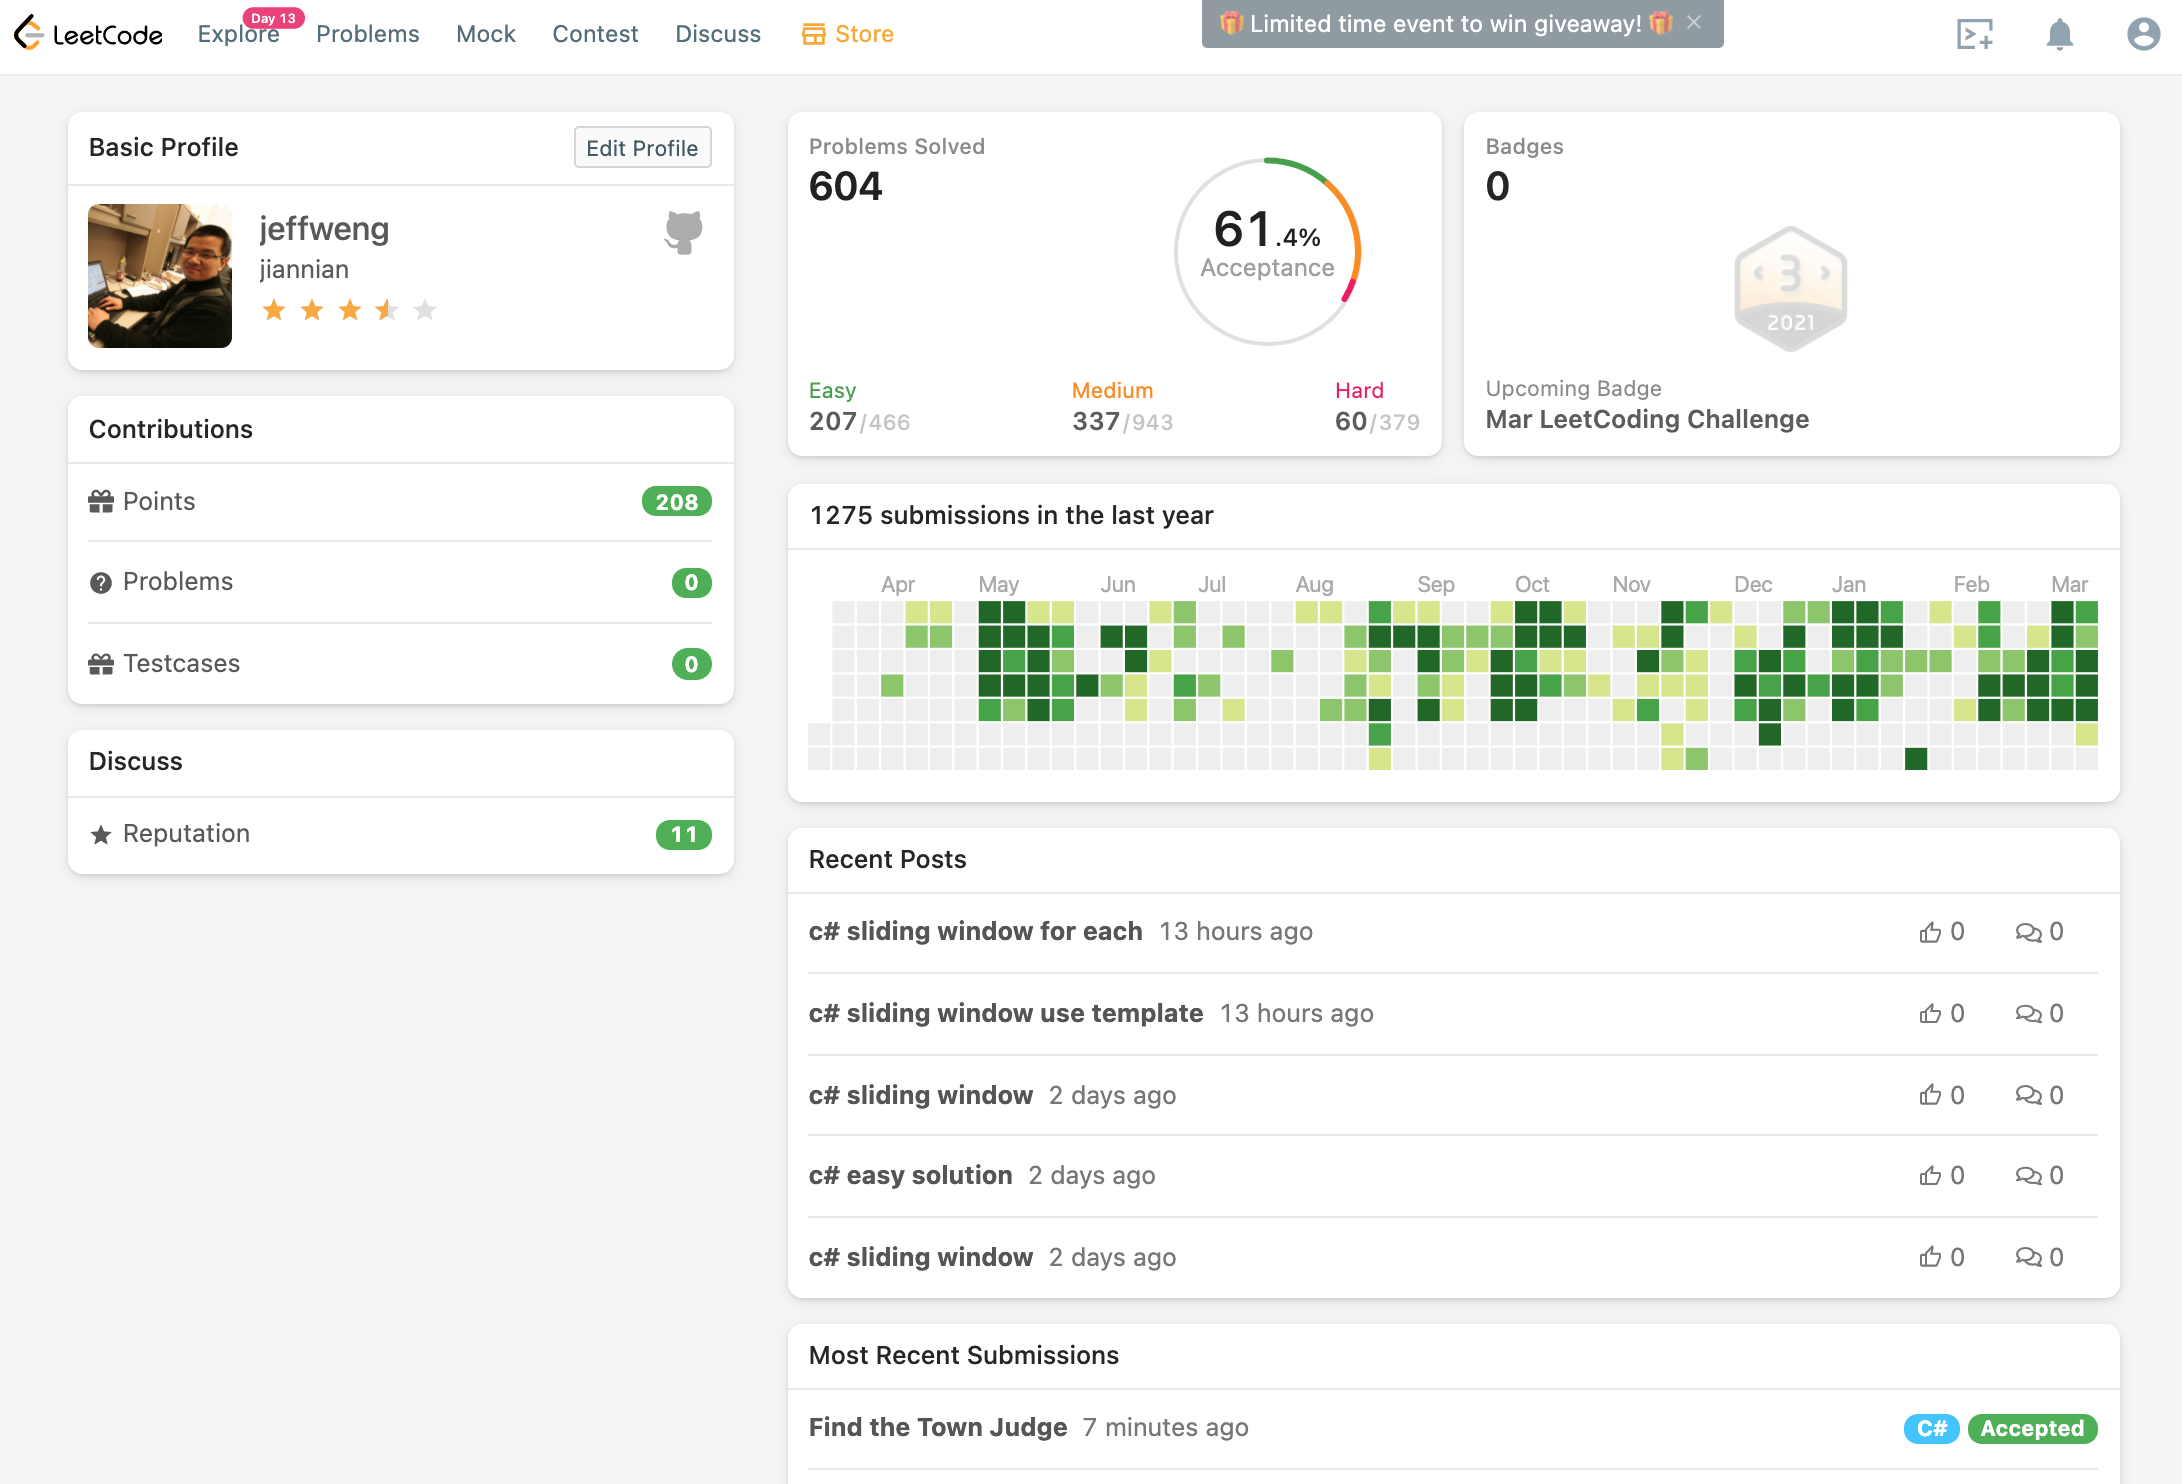 LeetCode
Explore
Day 13
Problems
Mock
Contest
Discuss
Store
Limited time event to win giveaway!
Basic Profile
Edit Profile
jeffweng
jiannian
Contributions
Points
208
Problems
0
Testcases
0
Discuss
Reputation
11
Problems Solved
604
61.4%
Acceptance
Easy
207/466
Medium
337/943
Hard
60/379
Badges
0
3
2021
Upcoming Badge
Mar LeetCoding Challenge
1275 submissions in the last year
Apr May Jun Jul Aug Sep Oct Nov Dec Jan Feb Mar
Recent Posts
c# sliding window for each 13 hours ago 0 0
c# sliding window use template 13 hours ago 0 0
c# sliding window 2 days ago 0 0
c# easy solution 2 days ago 0 0
c# sliding window 2 days ago 0 0
Most Recent Submissions
Find the Town Judge 7 minutes ago C# Accepted